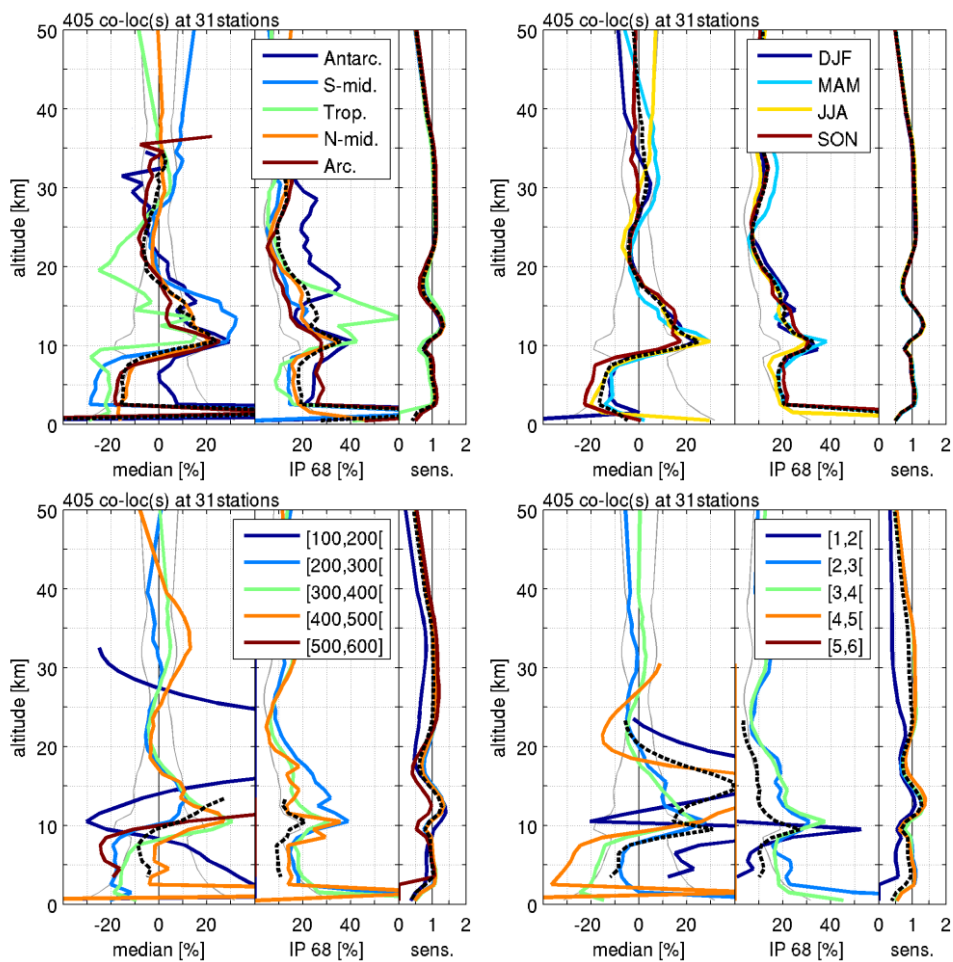 405 co-loc(s) at 31stations
50
40
30
20
10
0
altitude [km]
Antarc.
S-mid.
Trop.
N-mid.
Arc.
-20 0 20
40 80 0 1 2
median [%]
IP 68 [%]
sens.
405 co-loc(s) at 31stations
50
40
30
20
10
0
altitude [km]
DJF
MAM
JJA
SON
-20 0 20
40 80 0 1 2
median [%]
IP 68 [%]
sens.
405 co-loc(s) at 31stations
50
40
30
20
10
0
altitude [km]
[100,200[
[200,300[
[300,400[
[400,500[
[500,600]
-20 0 20
20 40 0 1 2
median [%]
IP 68 [%]
sens.
405 co-loc(s) at 31stations
50
40
30
20
10
0
altitude [km]
[1,2[
[2,3[
[3,4[
[4,5[
[5,6]
-20 0 20
20 40 0 1 2
median [%]
IP 68 [%]
sens.